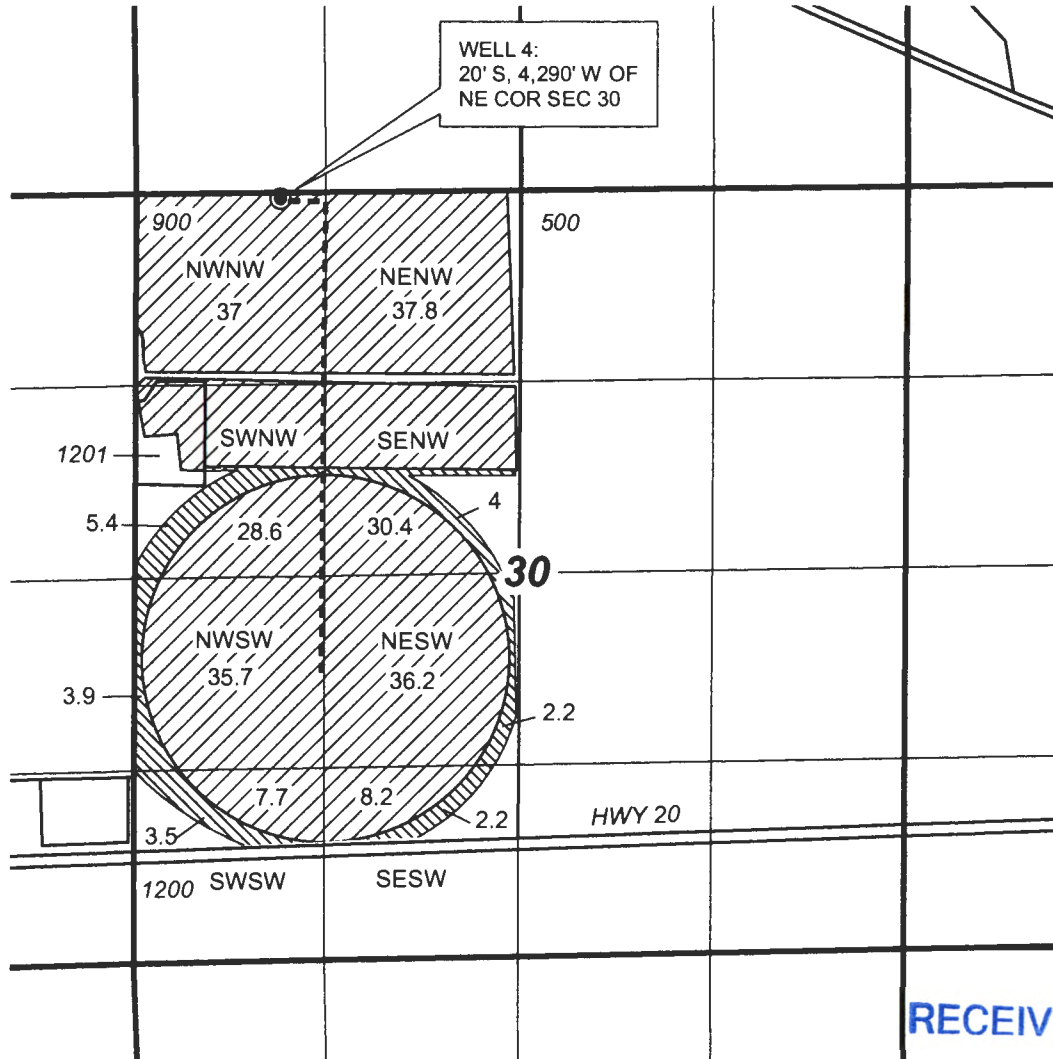 WELL 4:
20' S, 4,290' W OF
NE COR SEC 30
900
500
NWNW
37
NENW
37.8
1201
SWNW
SENW
5.4
28.6
30.4
4
30
NWSW
35.7
NESW
36.2
3.9
2.2
7.7
8.2
2.2
3.5
HWY 20
1200
SWSW
SESW
RECEIV